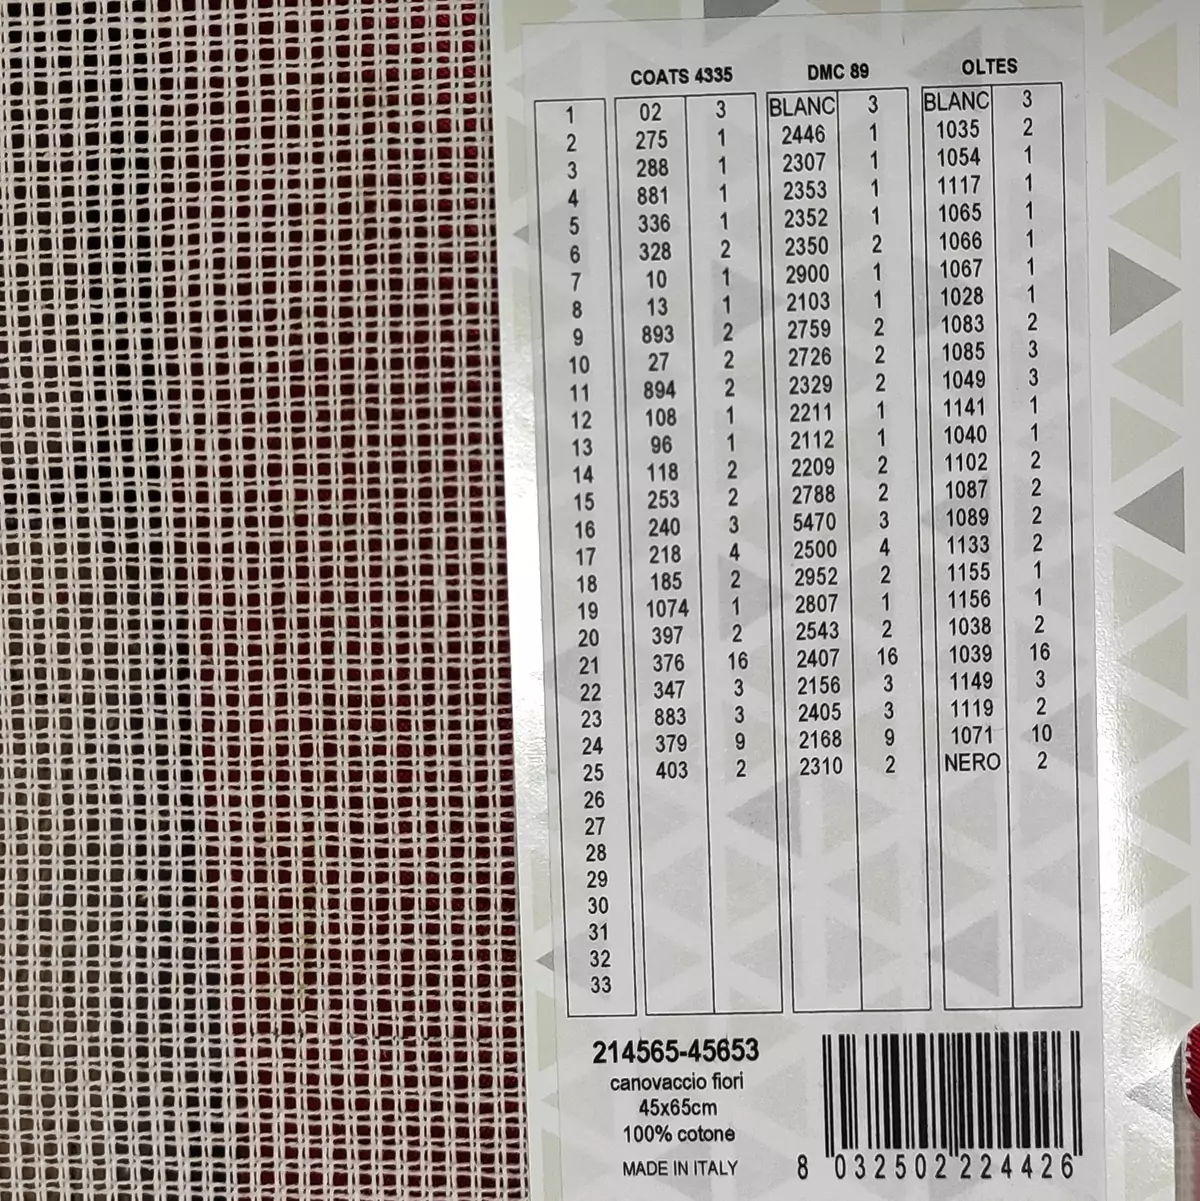 COATS 4335 DMC 89 OLTES
1 02 3 BLANC 3 BLANC 3
2 275 1 2446 1 1035 2
3 288 1 2307 1 1054 1
4 881 1 2353 1 1117 1
5 336 1 2352 1 1065 1
6 328 2 2350 2 1066 1
7 10 1 2900 1 1067 1
8 13 1 2103 1 1028 1
9 893 2 2759 2 1083 2
10 27 2 2726 2 1085 3
11 894 2 2329 2 1049 3
12 108 1 2211 1 1141 1
13 96 1 2112 1 1040 1
14 118 2 2209 2 1102 2
15 253 2 2788 2 1087 2
16 240 3 5470 3 1089 2
17 218 4 2500 4 1133 2
18 185 2 2952 2 1155 1
19 1074 1 2807 1 1156 1
20 397 2 2543 2 1038 2
21 376 16 2407 16 1039 16
22 347 3 2156 3 1149 3
23 883 3 2405 3 1119 2
24 379 9 2168 9 1071 10
25 403 2 2310 2 NERO 2
26
27
28
29
30
31
32
33
214565-45653
canovaccio fiori
45x65cm
100% cotone
MADE IN ITALY
8 032502 224426